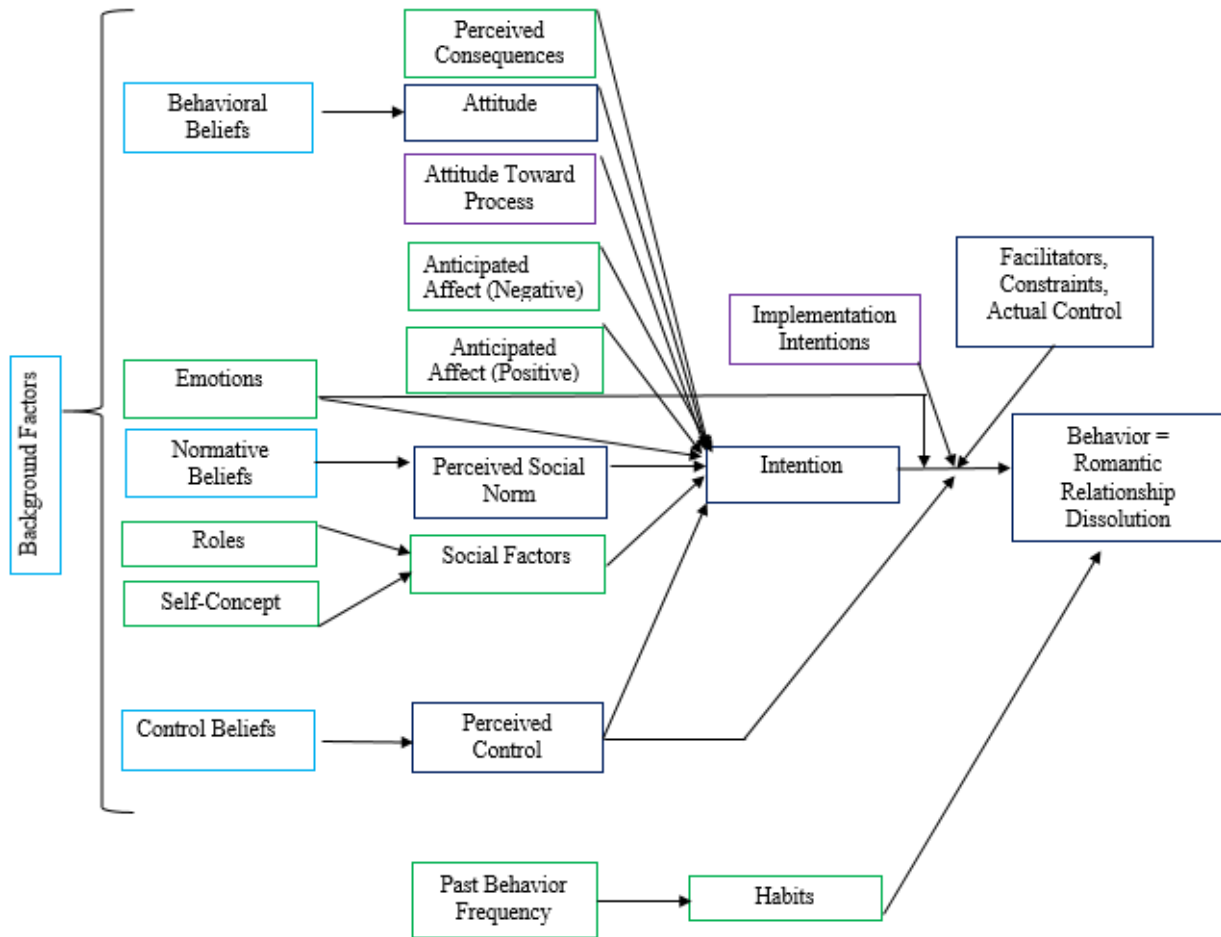 Perceived
Consequences
Behavioral
Beliefs
Attitude
Attitude Toward
Process
Anticipated
Affect (Negative)
Anticipated
Affect (Positive)
Facilitators,
Constraints,
Actual Control
Implementation
Intentions
Background Factors
Emotions
Normative
Beliefs
Perceived Social
Norm
Intention
Behavior =
Romantic
Relationship
Dissolution
Roles
Self-Concept
Social Factors
Control Beliefs
Perceived
Control
Past Behavior
Frequency
Habits